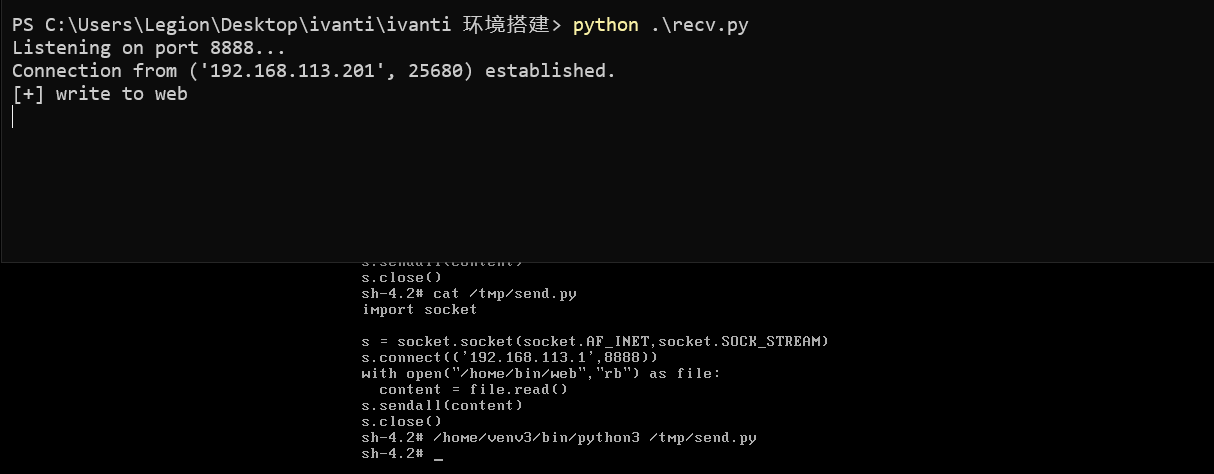 PS C:\Users\Legion\Desktop\ivanti\ivanti 环境搭建> python .\recv.py
Listening on port 8888...
Connection from ('192.168.113.201', 25680) established.
[+] write to web
s.sendall(content)
s.close()
sh-4.2# cat /tmp/send.py
import socket
s = socket.socket(socket.AF_INET,socket.SOCK_STREAM)
s.connect(('192.168.113.1',8888))
with open("/home/bin/web","rb") as file:
  content = file.read()
s.sendall(content)
s.close()
sh-4.2# /home/venv3/bin/python3 /tmp/send.py
sh-4.2# _